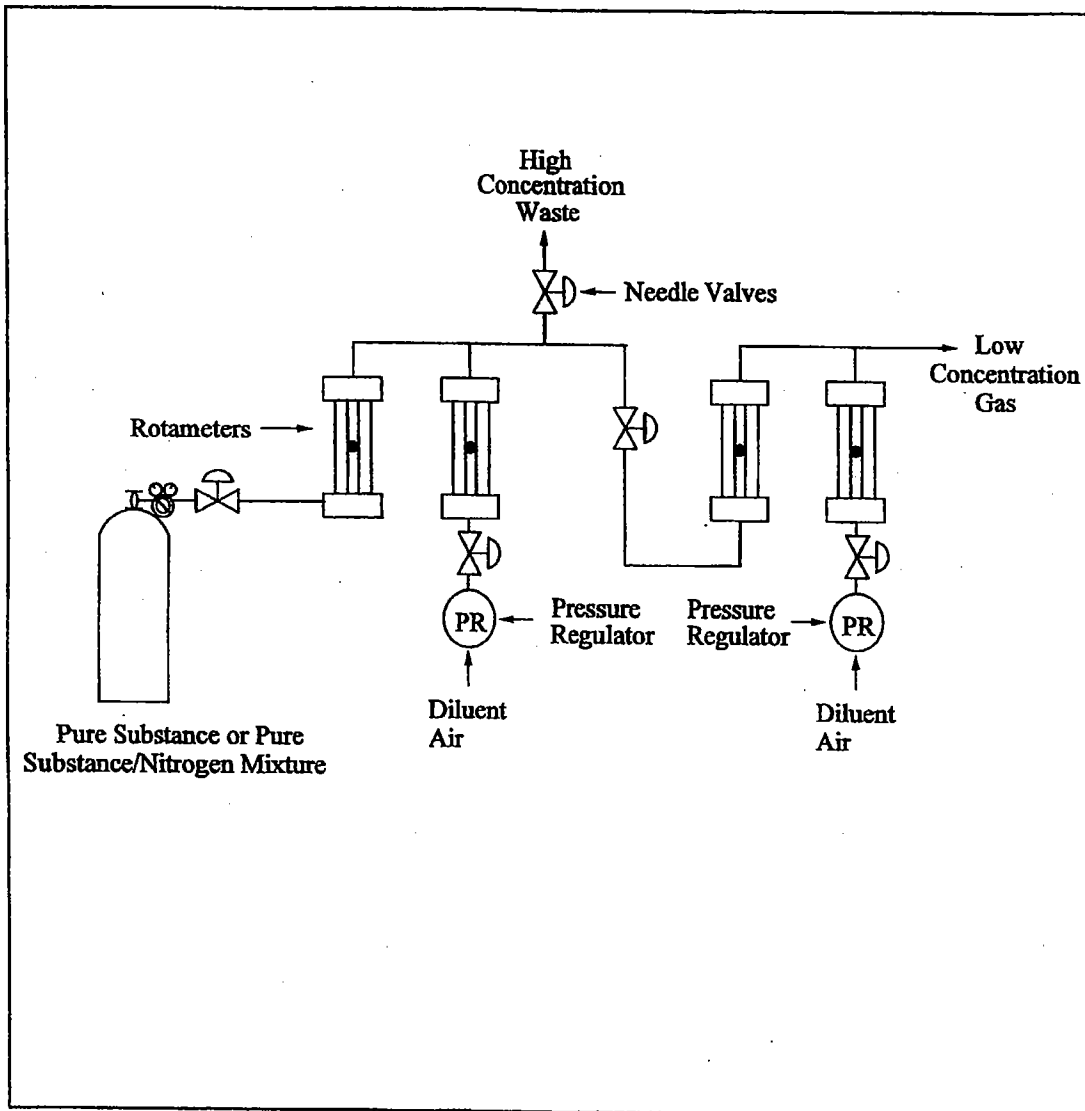 High
Concentration
Waste
Needle Valves
Low
Concentration
Gas
Rotameters
PR
Pressure
Regulator
Pressure
Regulator
PR
Diluent
Air
Diluent
Air
Pure Substance or Pure
Substance/Nitrogen Mixture